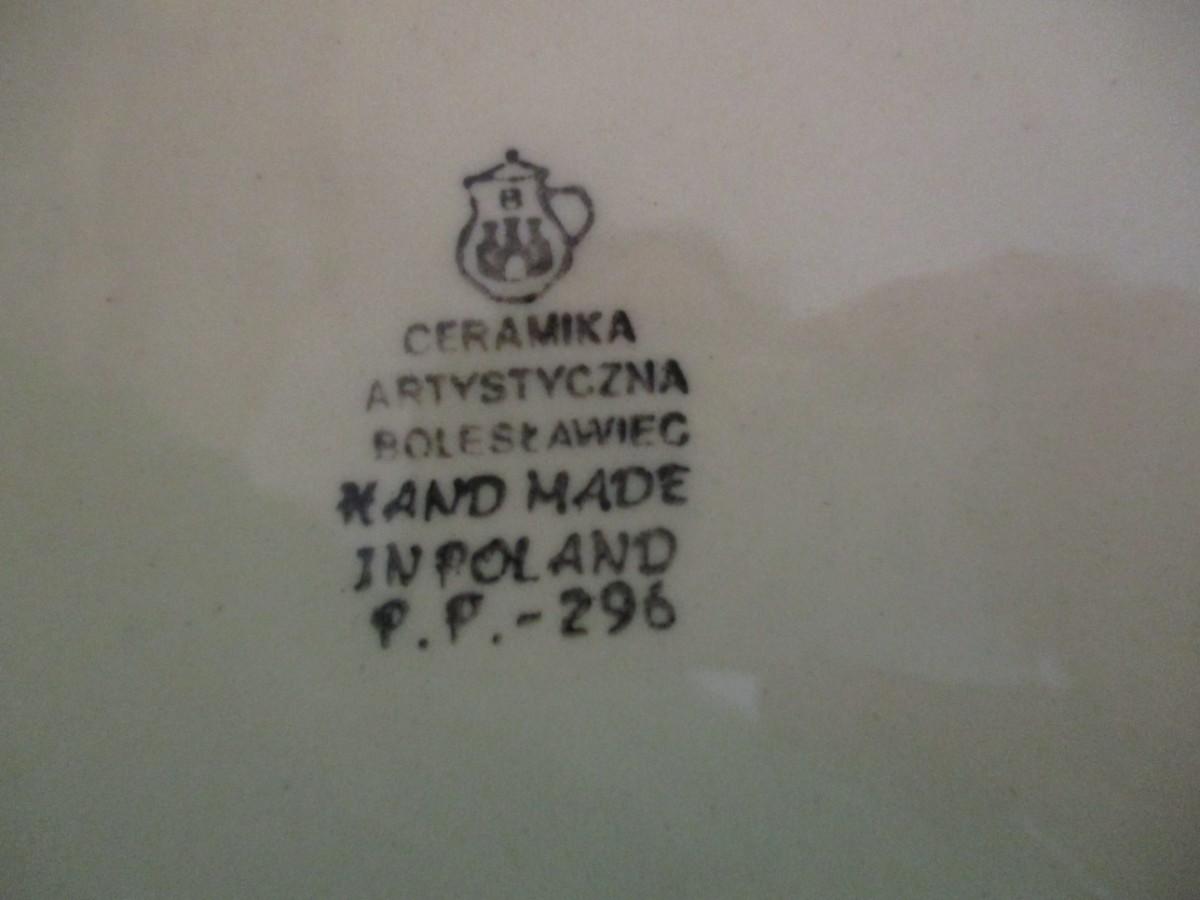 B
CERAMIKA
ARTYSTYCZNA
BOLESŁAWIEC
HAND MADE
IN POLAND
P.P.-296